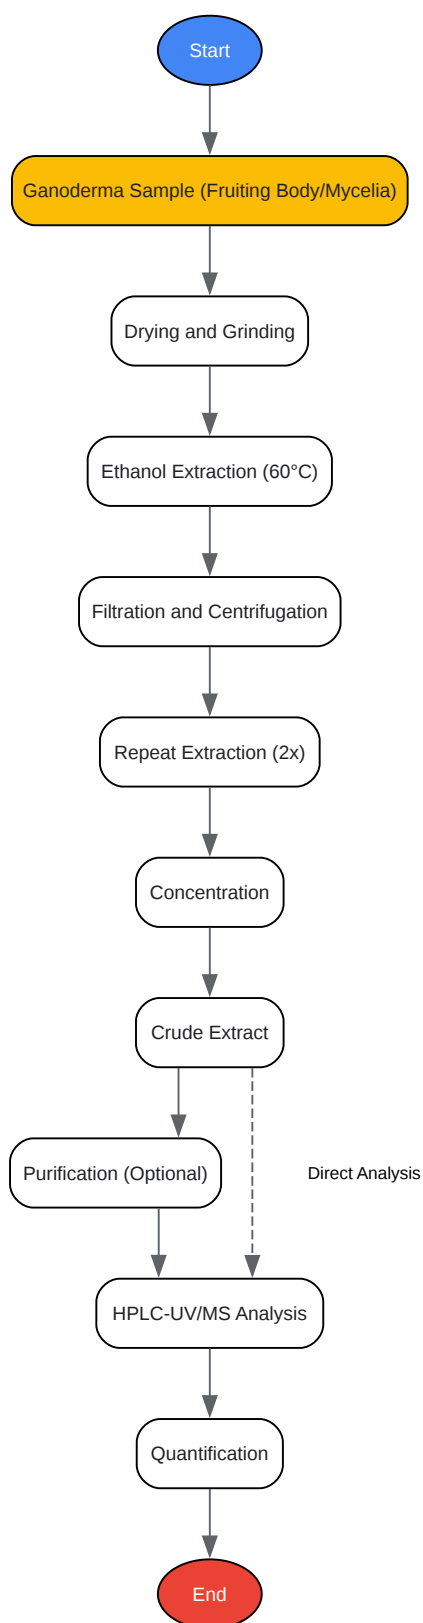 Start
Ganoderma Sample (Fruiting Body/Mycelia)
Drying and Grinding
Ethanol Extraction (60°C)
Filtration and Centrifugation
Repeat Extraction (2x)
Concentration
Crude Extract
Purification (Optional)
Direct Analysis
HPLC-UV/MS Analysis
Quantification
End